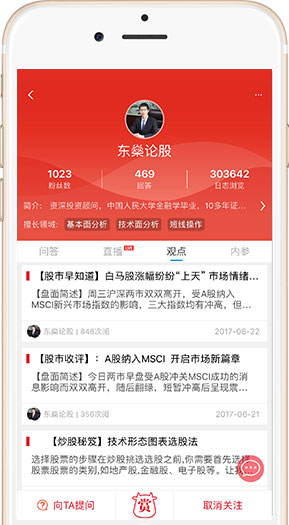 东燊论股
1023
469
303642
粉丝数
回答
日志浏览
简介： 资深投资顾问，中国人民大学金融学毕业，10多年证...
擅长领域:
基本面分析
技术面分析
短线操作
问答
直播
观点
内参
【股市早知道】白马股涨幅纷纷“上天” 市场情绪...
【盘面简述】周三沪深两市双双高开，受A股纳入
MSCI新兴市场指数的影响，三大指数均有冲高，但...
东燊论股 | 846次阅
2017-06-22
【股市收评】：A股纳入MSCI 开启市场新篇章
【盘面简述】今日两市早盘受A股冲关MSCI成功的消
息影响而双双高开，随后翻绿，短暂冲高后呈现震...
东燊论股 | 356次阅
2017-06-21
【炒股秘笈】技术形态图表选股法
选择股票的步骤在炒股挑选选股之前,你需要首先选择
股票股票的类别,如地产股,金融股、电子股等。让我
向TA提问
赏
取消关注